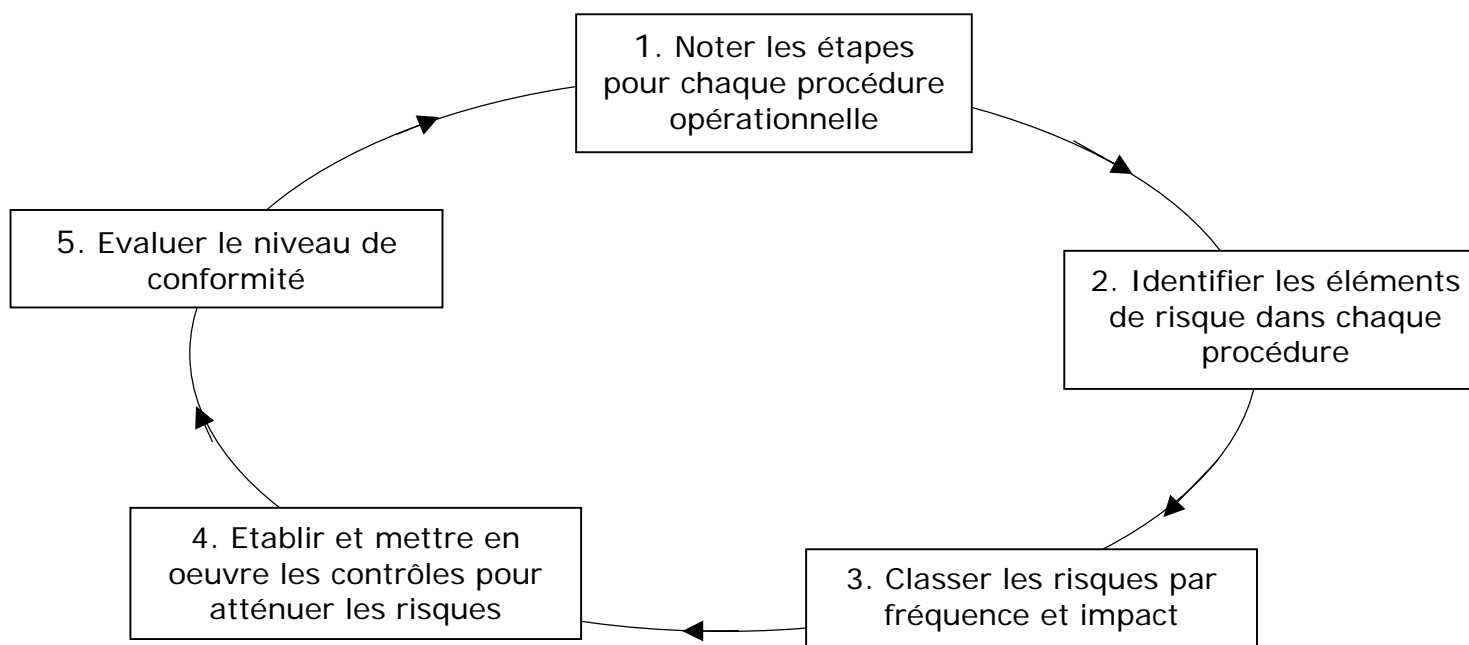 1. Noter les étapes
pour chaque procédure
opérationnelle
2. Identifier les éléments
de risque dans chaque
procédure
3. Classer les risques par
fréquence et impact
4. Etablir et mettre en
oeuvre les contrôles pour
atténuer les risques
5. Evaluer le niveau de
conformité